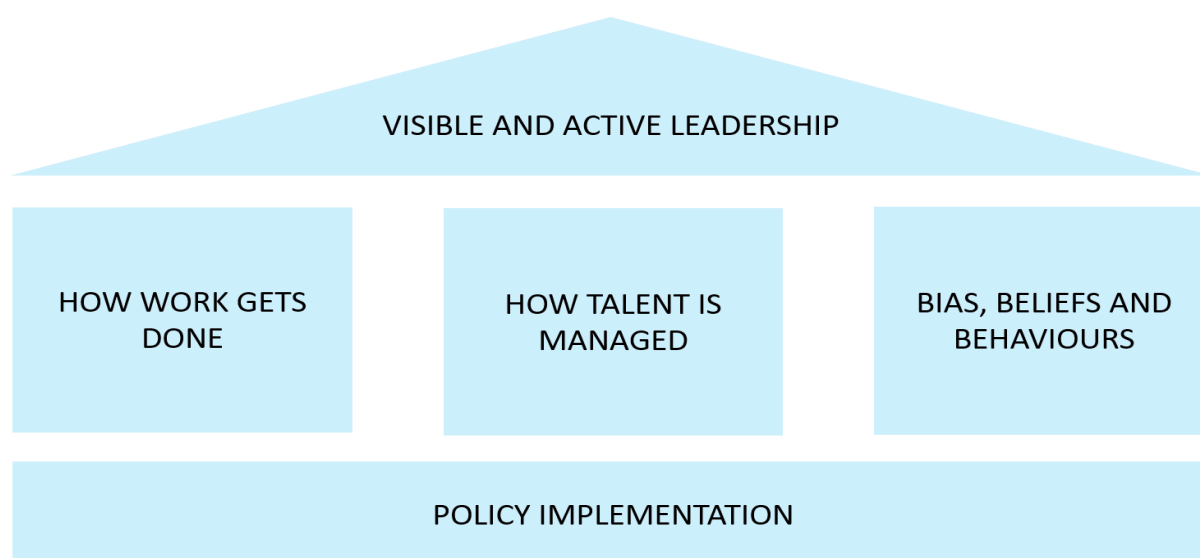 VISIBLE AND ACTIVE LEADERSHIP
HOW WORK GETS
DONE
HOW TALENT IS
MANAGED
BIAS, BELIEFS AND
BEHAVIOURS
POLICY IMPLEMENTATION